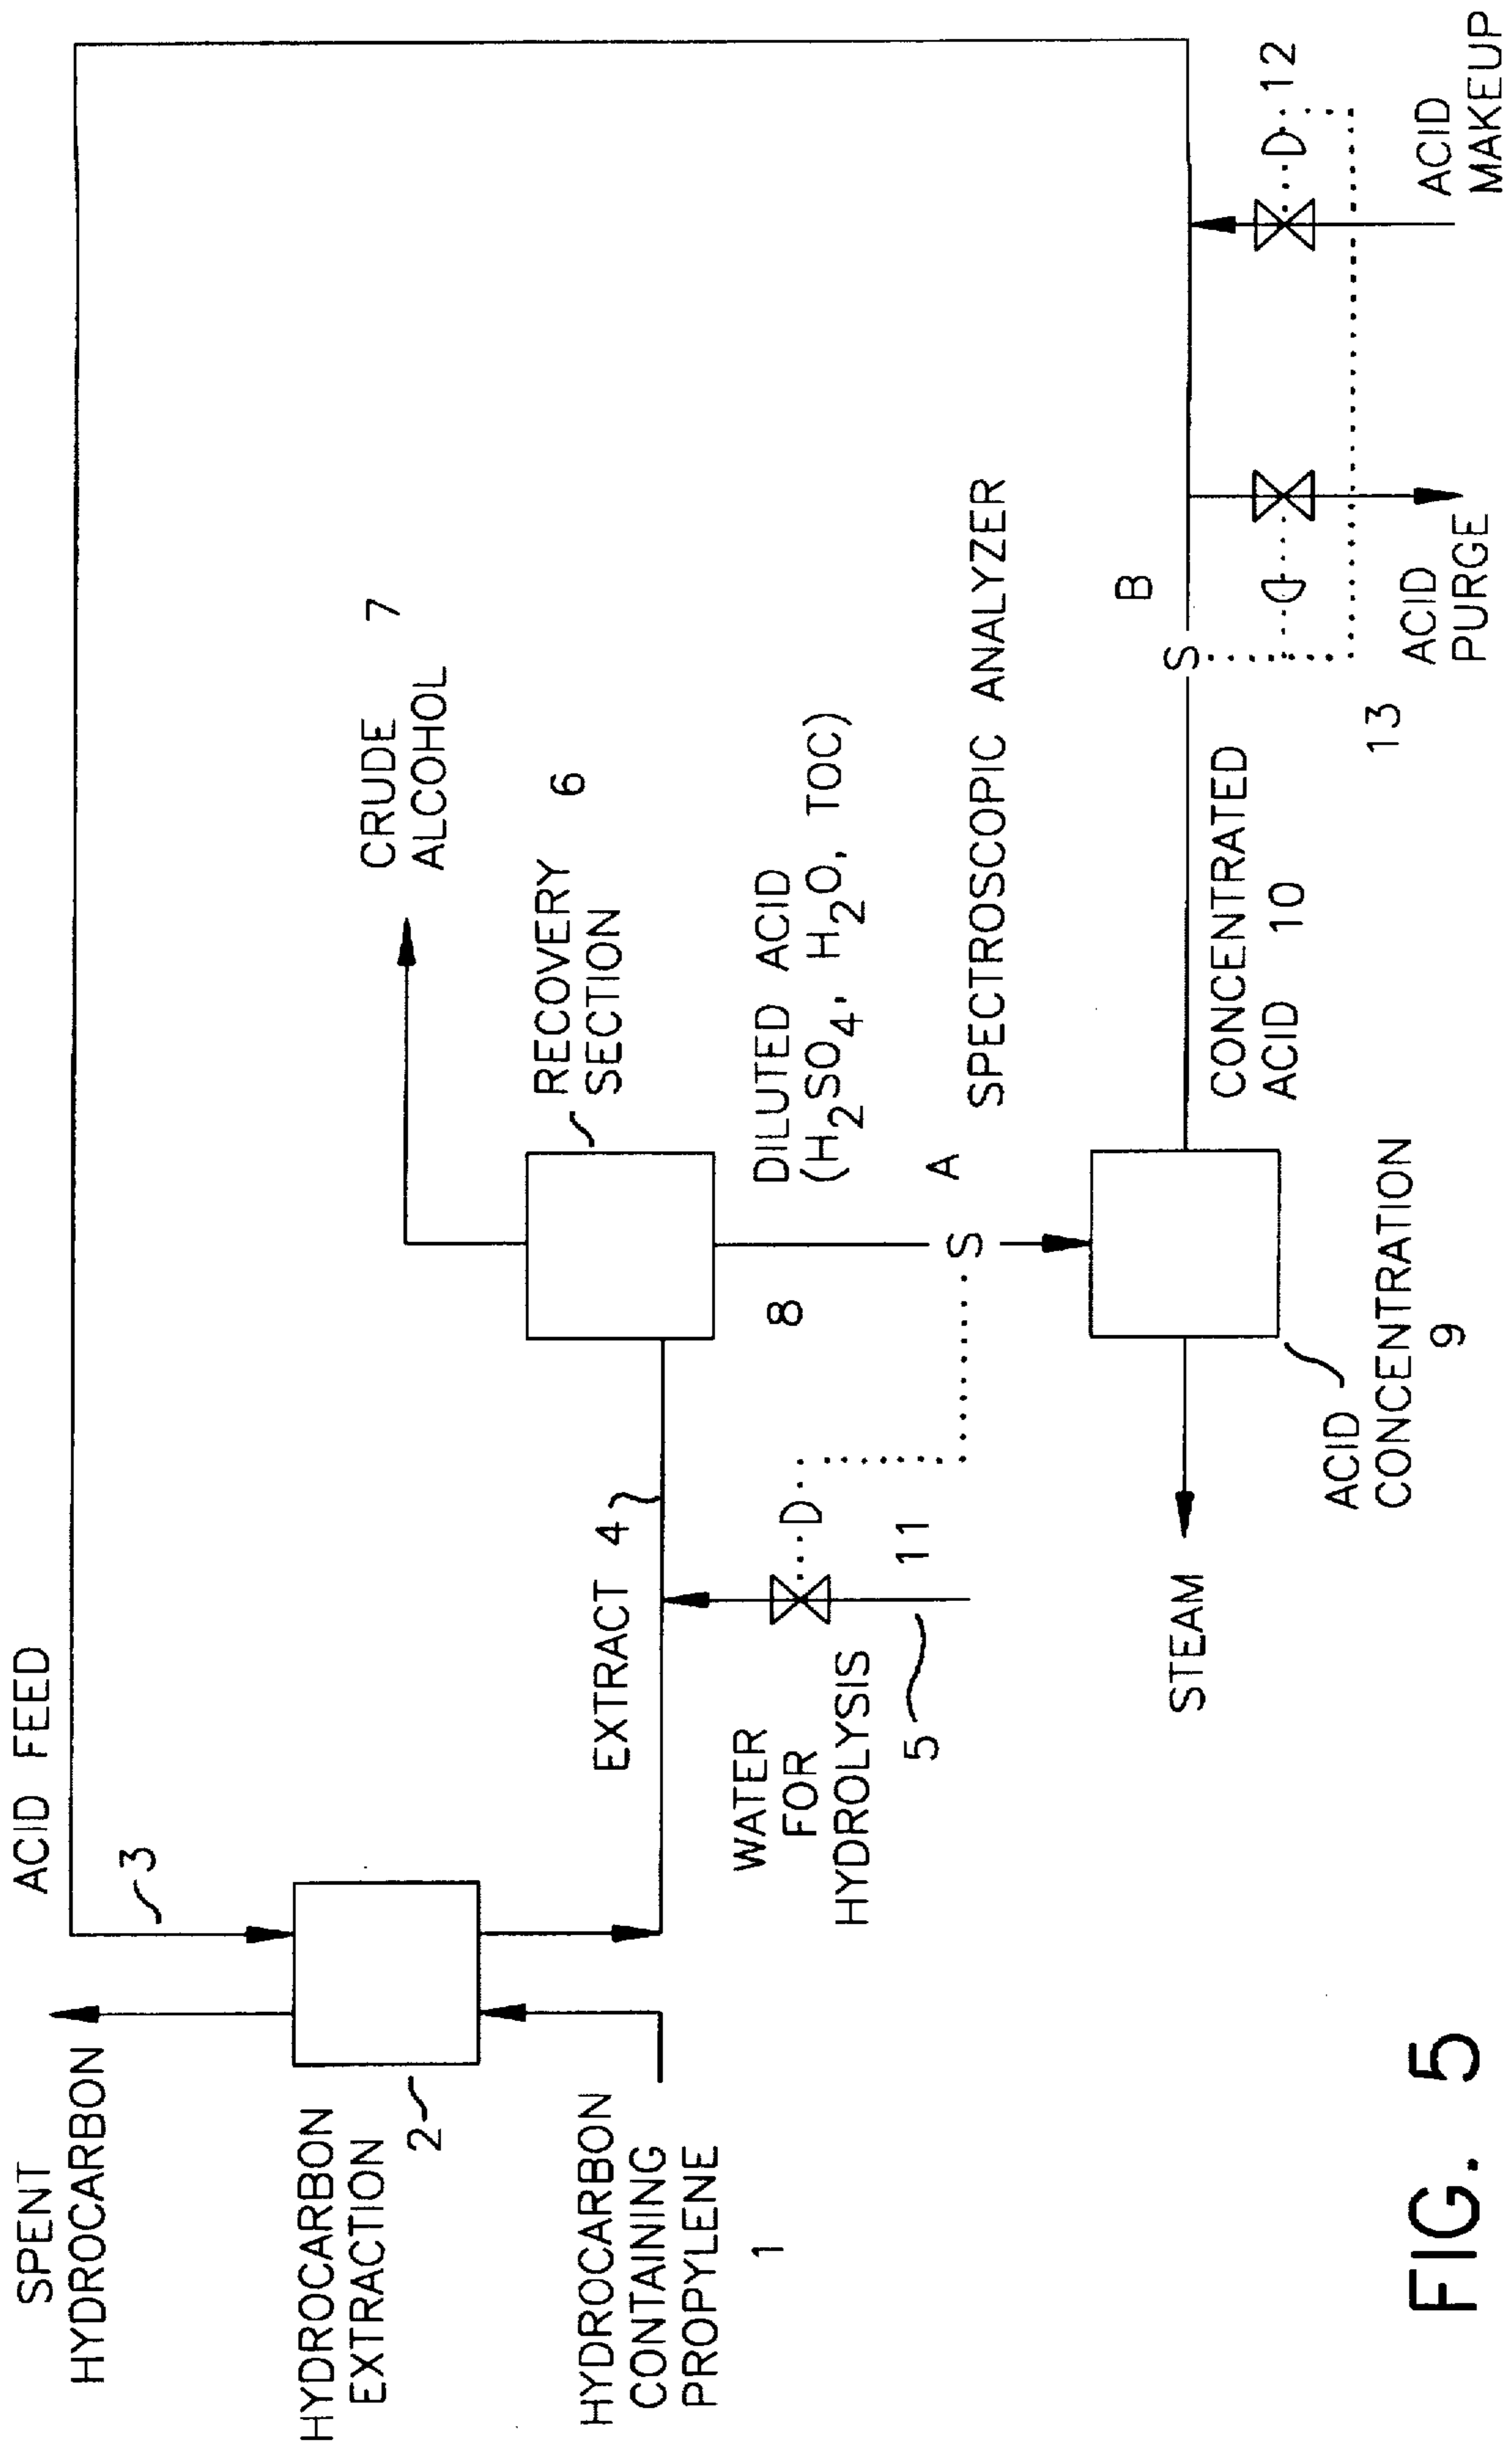 SPENT
HYDROCARBON
ACID FEED
3
HYDROCARBON
EXTRACTION
2
HYDROCARBON
CONTAINING
PROPYLENE
1
EXTRACT 4
WATER
FOR
HYDROLYSIS
5
11
D
CRUDE
ALCOHOL
7
RECOVERY
SECTION
6
8
DILUTED ACID
(H2SO4, H2O, TOC)
S
A
SPECTROSCOPIC ANALYZER
STEAM
ACID
CONCENTRATION
9
CONCENTRATED
ACID 10
S
B
13
ACID
PURGE
D
12
ACID
MAKEUP
FIG. 5